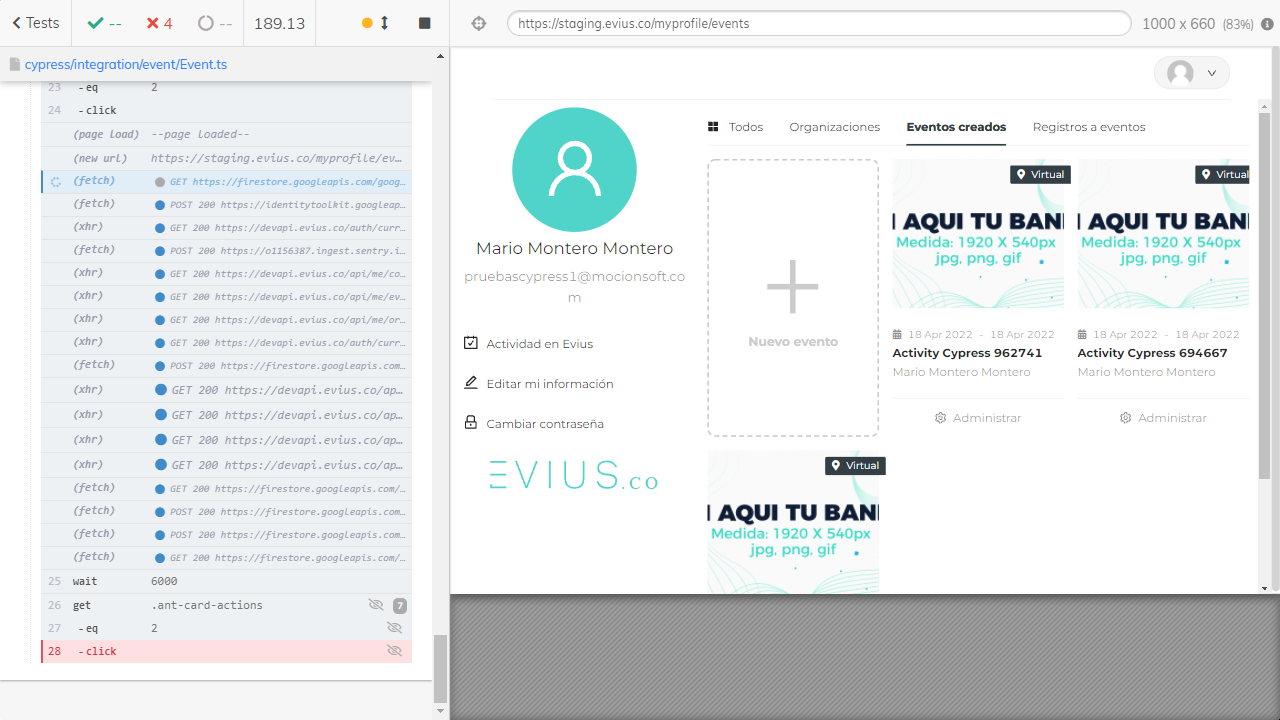 Tests
--
4
--
189.13
https://staging.evius.co/myprofile/events
1000 x 660 (83%)
cypress/integration/event/Event.ts
23 -eq 2
24 -click
(page load) --page loaded--
(new url) https://staging.evius.co/myprofile/ev…
(fetch) GET https://firestore.googleapis.com/goog…
(fetch) POST 200 https://identitytoolkit.googleap…
(xhr) GET 200 https://devapi.evius.co/auth/curr…
(fetch) POST 200 https://o1156387.ingest.sentry.i…
(xhr) GET 200 https://devapi.evius.co/api/me/co…
(xhr) GET 200 https://devapi.evius.co/api/me/ev…
(xhr) GET 200 https://devapi.evius.co/api/me/or…
(xhr) GET 200 https://devapi.evius.co/auth/curr…
(fetch) POST 200 https://firestore.googleapis.com…
(xhr) GET 200 https://devapi.evius.co/ap…
(xhr) GET 200 https://devapi.evius.co/ap…
(xhr) GET 200 https://devapi.evius.co/ap…
(xhr) GET 200 https://devapi.evius.co/ap…
(fetch) GET 200 https://firestore.googleapis.com/…
(fetch) POST 200 https://firestore.googleapis.com…
(fetch) POST 200 https://firestore.googleapis.com…
(fetch) GET 200 https://firestore.googleapis.com/…
25 wait 6000
26 get .ant-card-actions 7
27 -eq 2
28 -click
Mario Montero Montero
pruebascypress1@mocionsoft.co
m
Actividad en Evius
Editar mi información
Cambiar contraseña
EVIUS.co
Todos Organizaciones Eventos creados Registros a eventos
Nuevo evento
Virtual
I AQUI TU BAN
Medida: 1920 X 540px
jpg, png, gif
18 Apr 2022 - 18 Apr 2022
Activity Cypress 962741
Mario Montero Montero
Administrar
Virtual
I AQUI TU BAN
Medida: 1920 X 540px
jpg, png, gif
18 Apr 2022 - 18 Apr 2022
Activity Cypress 694667
Mario Montero Montero
Administrar
Virtual
I AQUI TU BAN
Medida: 1920 X 540px
jpg, png, gif